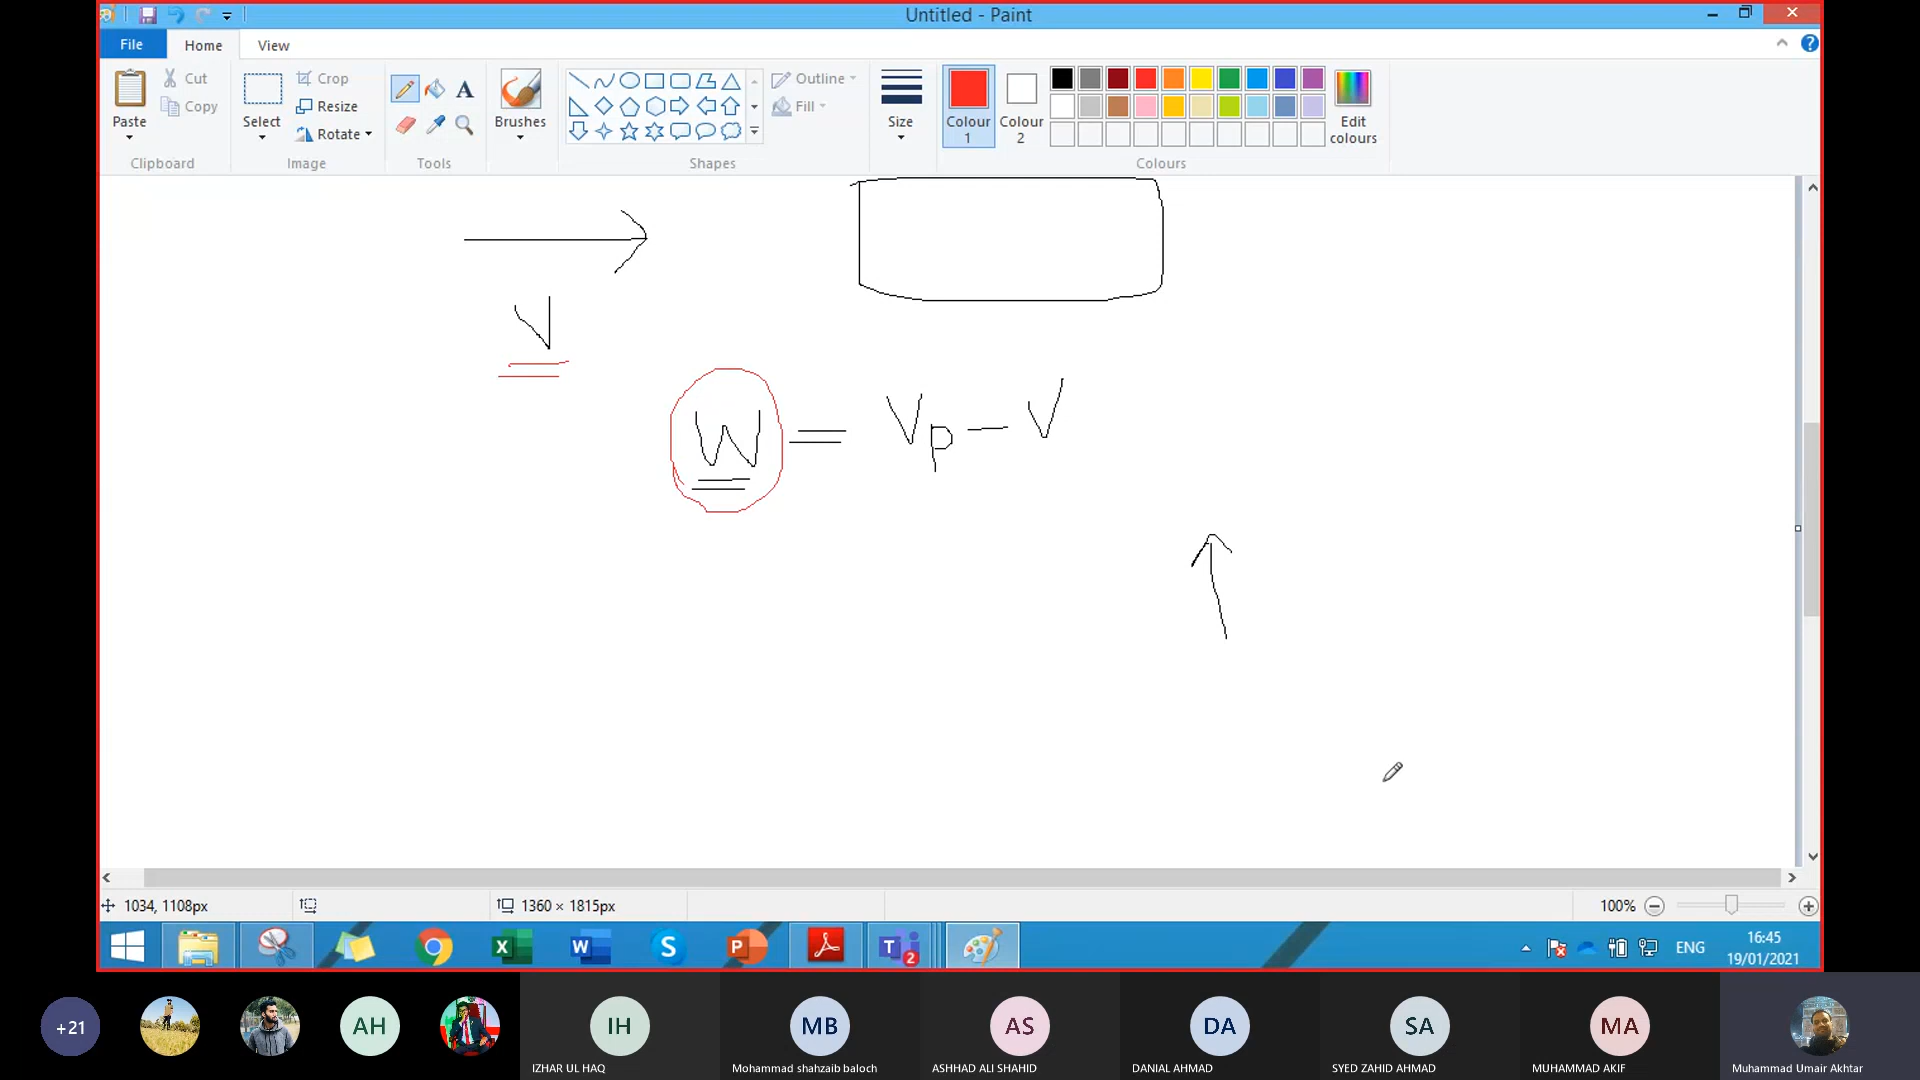 Untitled - Paint
File Home View
Paste Cut Copy Clipboard
Select Crop Resize Rotate Image
Tools
Brushes
Shapes
Outline Fill
Size
Colour 1
Colour 2
Edit colours
Colours
V
W = Vp - V
1034, 1108px
1360 × 1815px
100%
X W S P T 2
ENG
16:45
19/01/2021
+21
AH
IH
MB
AS
DA
SA
MA
IZHAR UL HAQ
Mohammad shahzaib baloch
ASHHAD ALI SHAHID
DANIAL AHMAD
SYED ZAHID AHMAD
MUHAMMAD AKIF
Muhammad Umair Akhtar